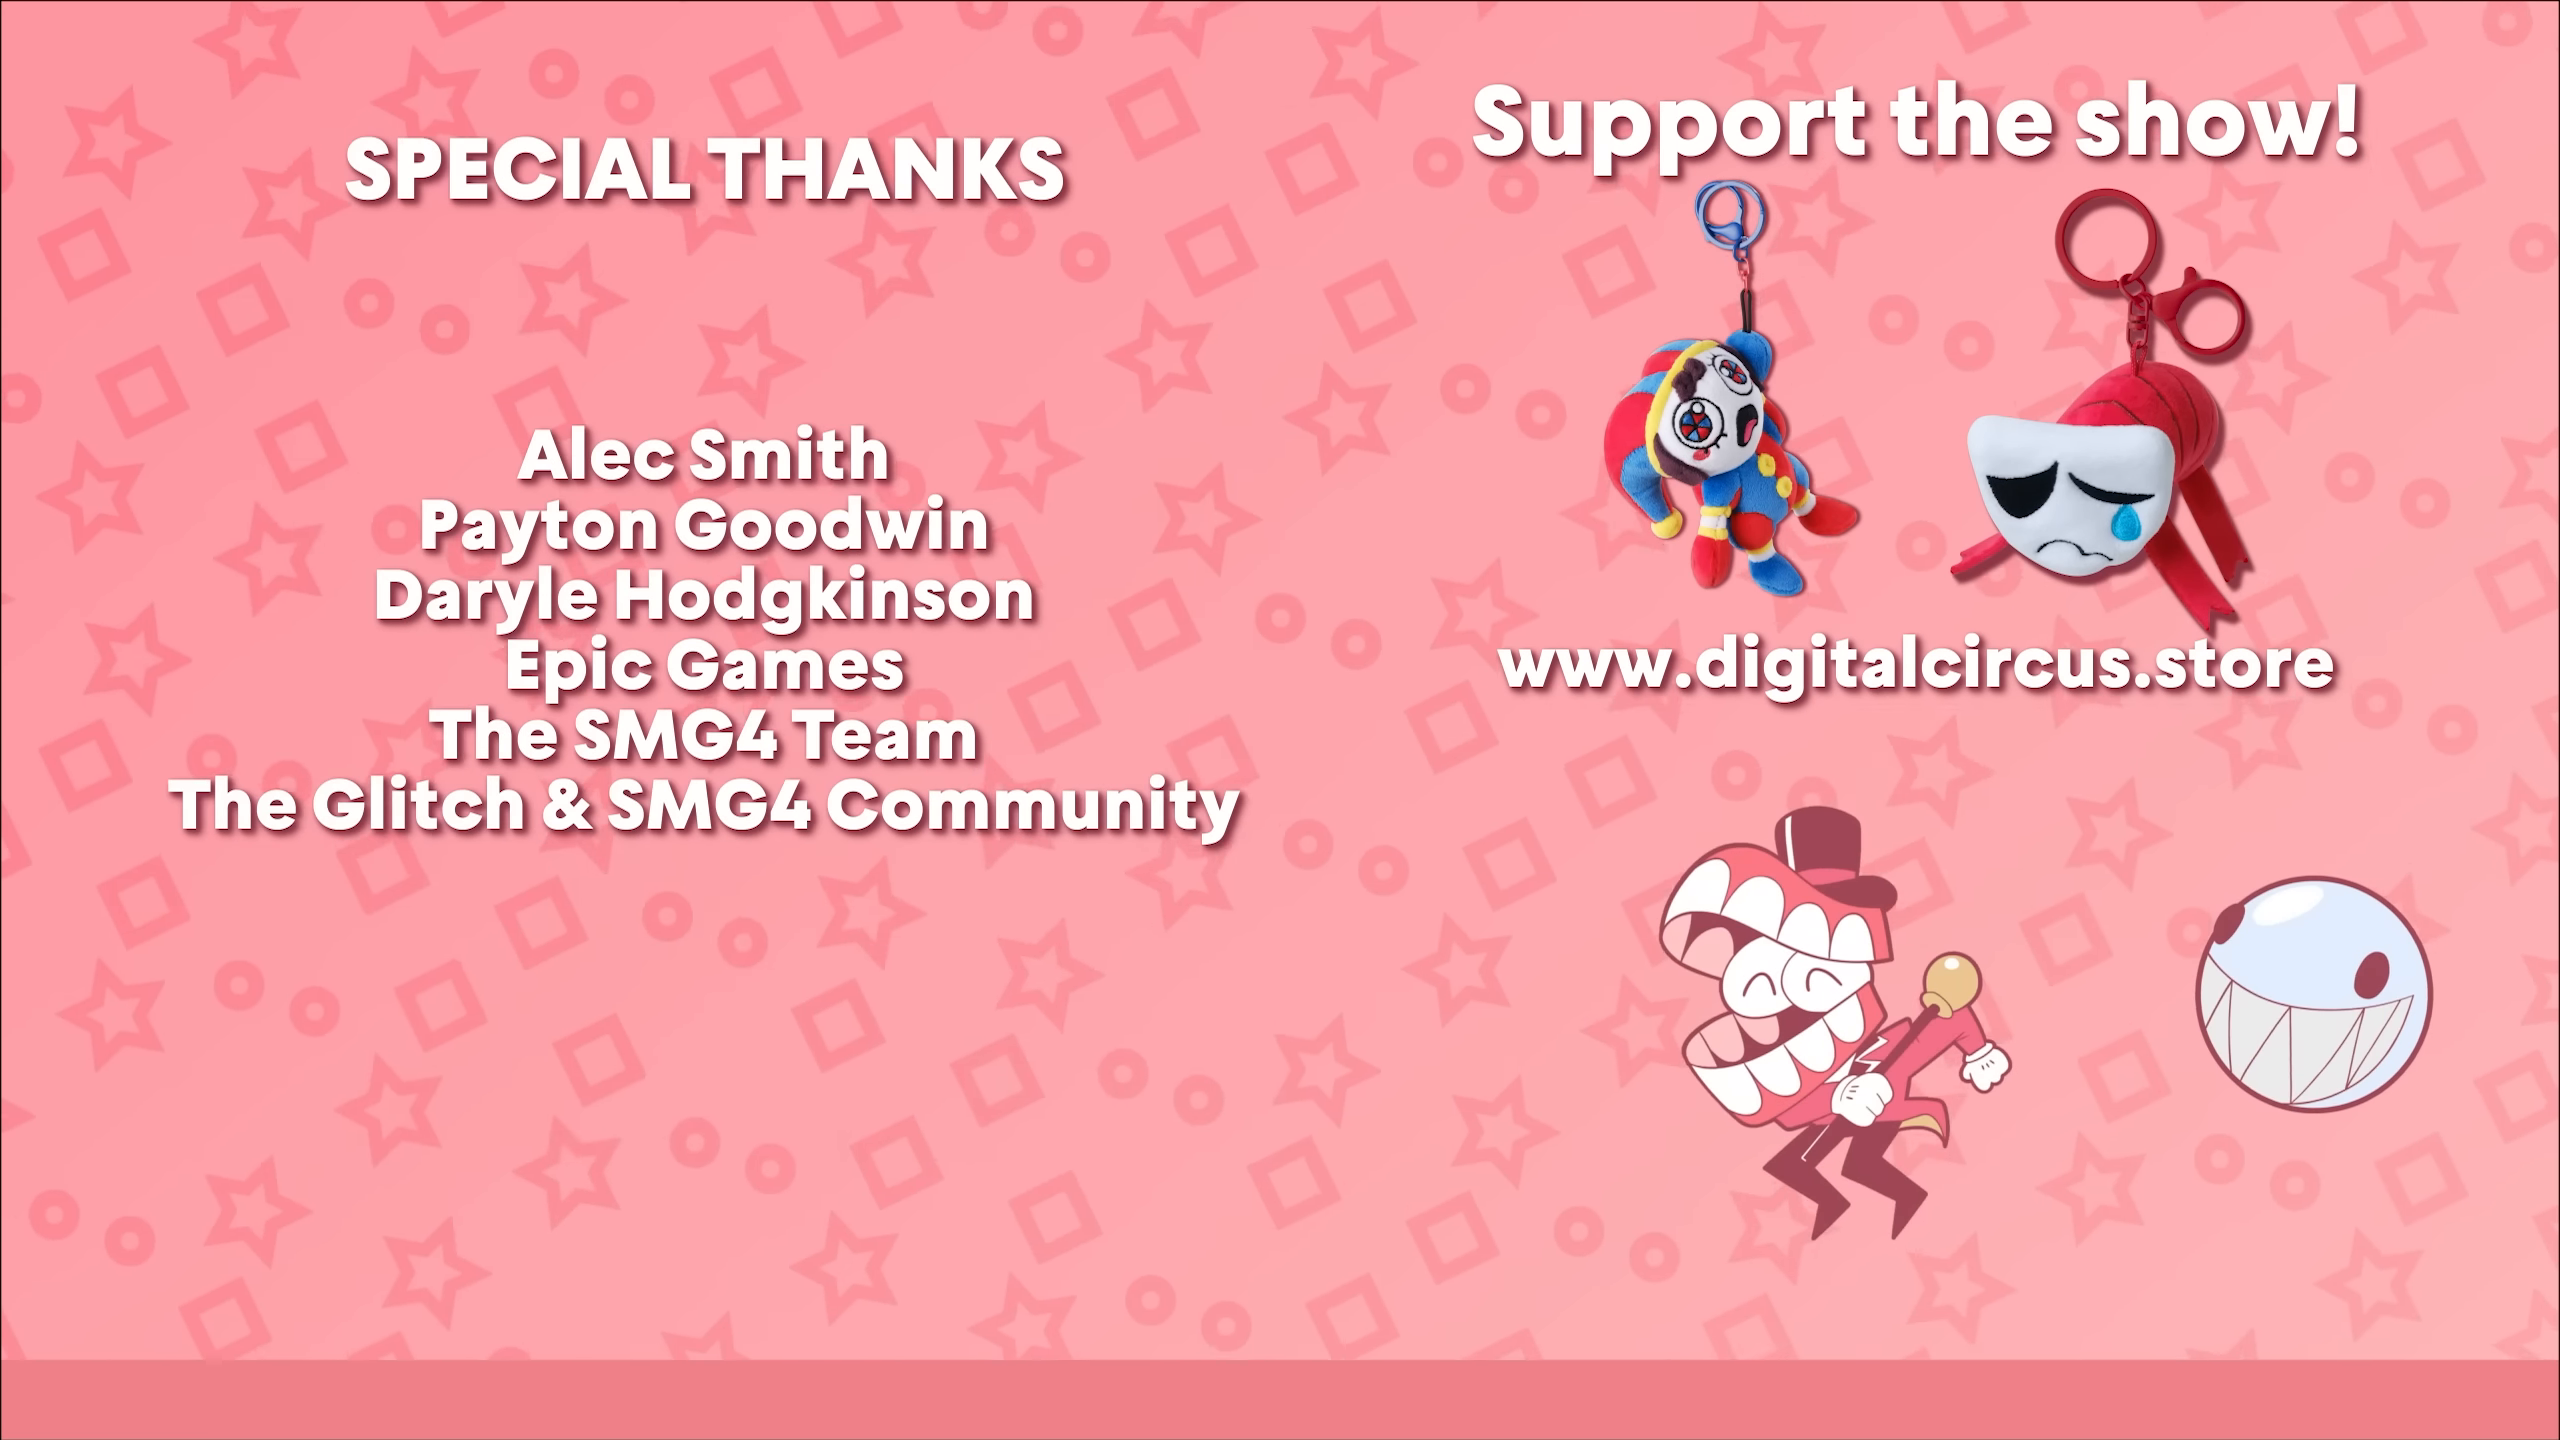 SPECIAL THANKS
Alec Smith
Payton Goodwin
Daryle Hodgkinson
Epic Games
The SMG4 Team
The Glitch & SMG4 Community
Support the show!
www.digitalcircus.store